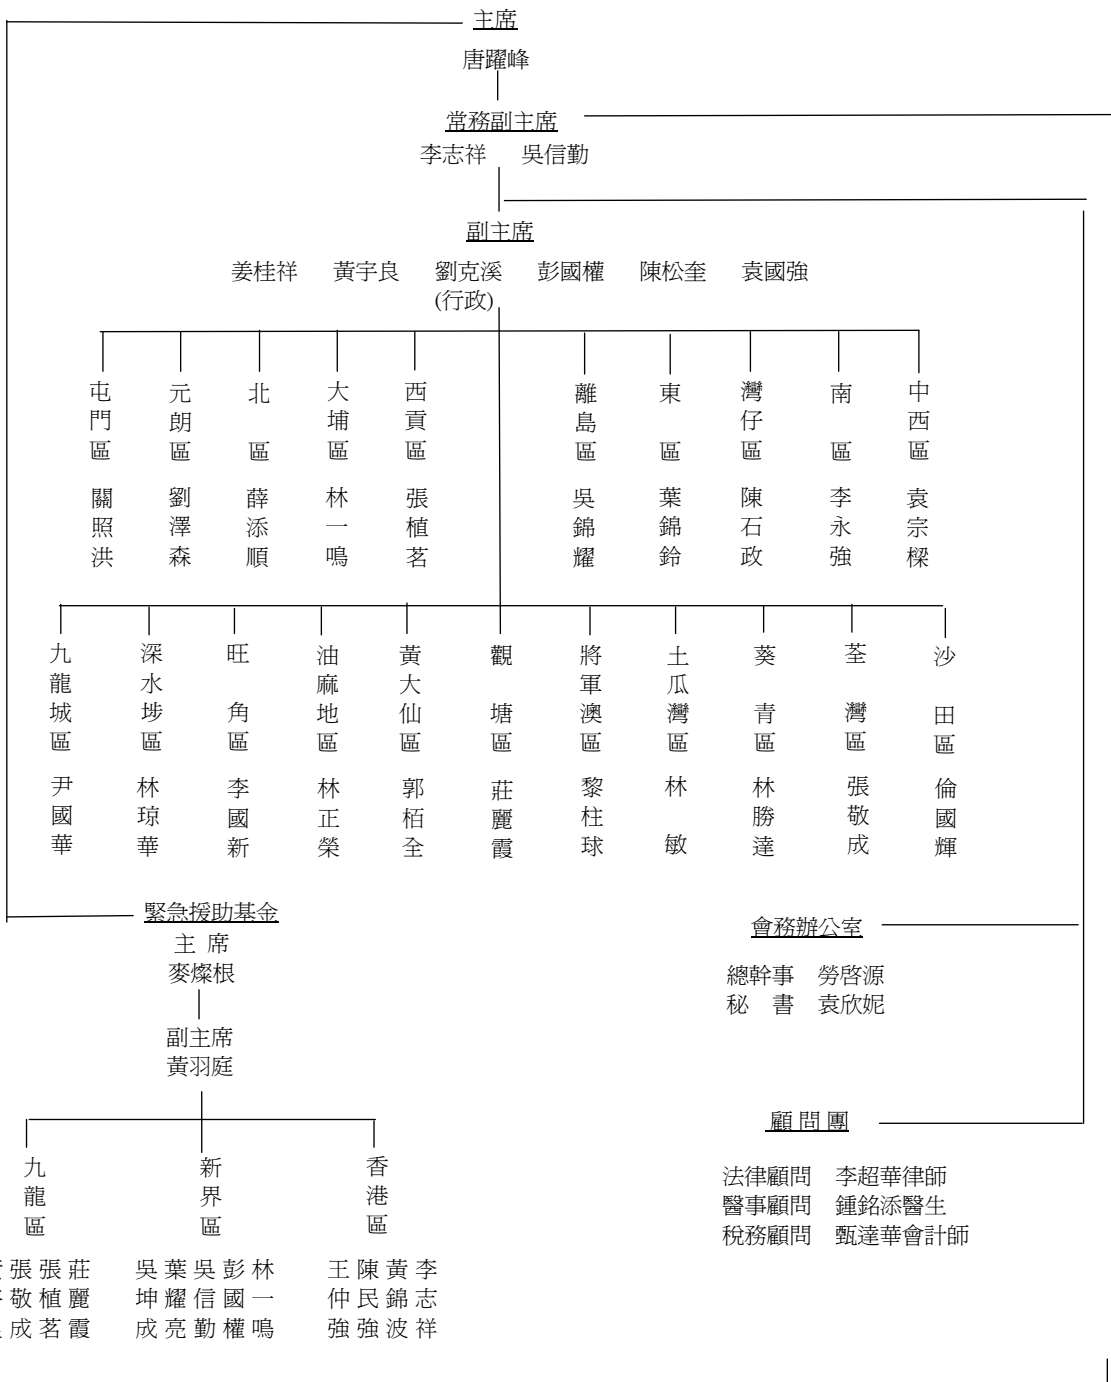 主席
唐躍峰
常務副主席
李志祥 吳信勤
副主席
姜桂祥 黃宇良 劉克溪 彭國權 陳松奎 袁國強
(行政)
屯門區 關照洪
元朗區 劉澤森
北區 薛添順
大埔區 林一鳴
西貢區 張植茗
離島區 吳錦耀
東區 葉錦鈴
灣仔區 陳石政
南區 李永強
中西區 袁宗樑
九龍城區 尹國華
深水埗區 林琼華
旺角區 李國新
油麻地區 林正榮
黃大仙區 郭栢全
觀塘區 莊麗霞
將軍澳區 黎柱球
土瓜灣區 林敏
葵青區 林勝達
荃灣區 張敬成
沙田區 倫國輝
緊急援助基金
主 席
麥燦根
副主席
黃羽庭
九龍區
張敬成
張植茗
莊麗霞
新界區
吳坤成
葉耀亮
吳信勤
彭國權
林一鳴
香港區
王仲強
陳民強
黃錦波
李志祥
會務辦公室
總幹事 勞啓源
秘 書 袁欣妮
顧 問 團
法律顧問 李超華律師
醫事顧問 鍾銘添醫生
稅務顧問 甄達華會計師